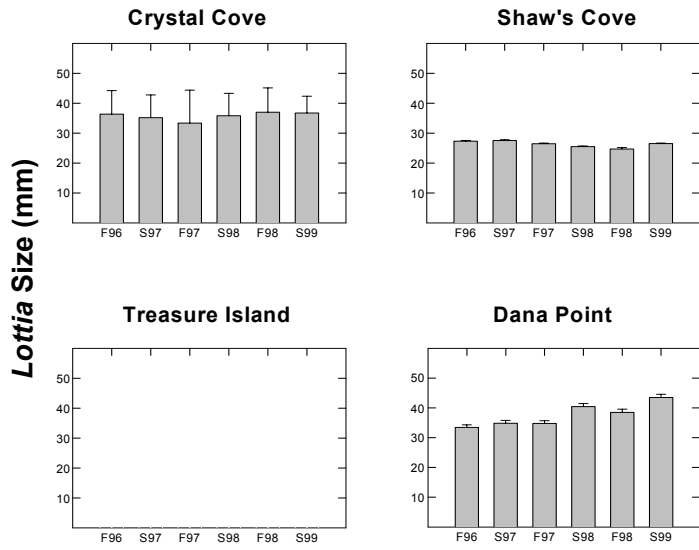 Crystal Cove
Shaw's Cove
50
40
30
20
10
F96 S97 F97 S98 F98 S99
50
40
30
20
10
F96 S97 F97 S98 F98 S99
Lottia Size (mm)
Treasure Island
Dana Point
50
40
30
20
10
F96 S97 F97 S98 F98 S99
50
40
30
20
10
F96 S97 F97 S98 F98 S99